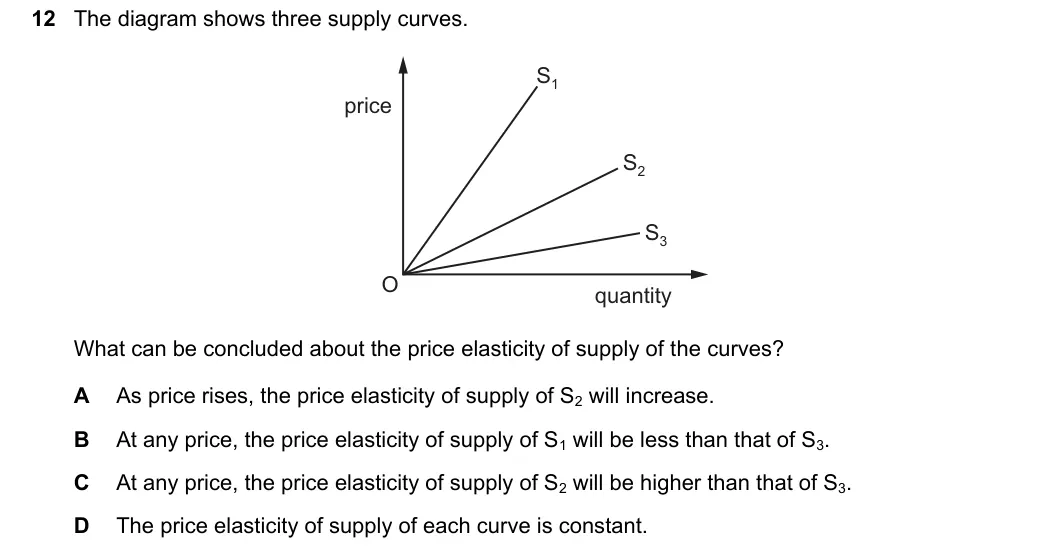 12 The diagram shows three supply curves.
S1
price
S2
S3
O
quantity
What can be concluded about the price elasticity of supply of the curves?
A As price rises, the price elasticity of supply of S2 will increase.
B At any price, the price elasticity of supply of S1 will be less than that of S3.
C At any price, the price elasticity of supply of S2 will be higher than that of S3.
D The price elasticity of supply of each curve is constant.